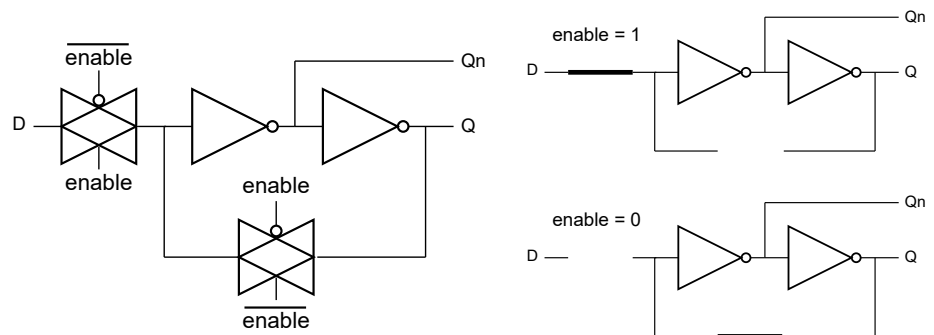 enable
Qn
D
Q
enable
enable
enable
enable = 1
Qn
D
Q
enable = 0
Qn
D
Q